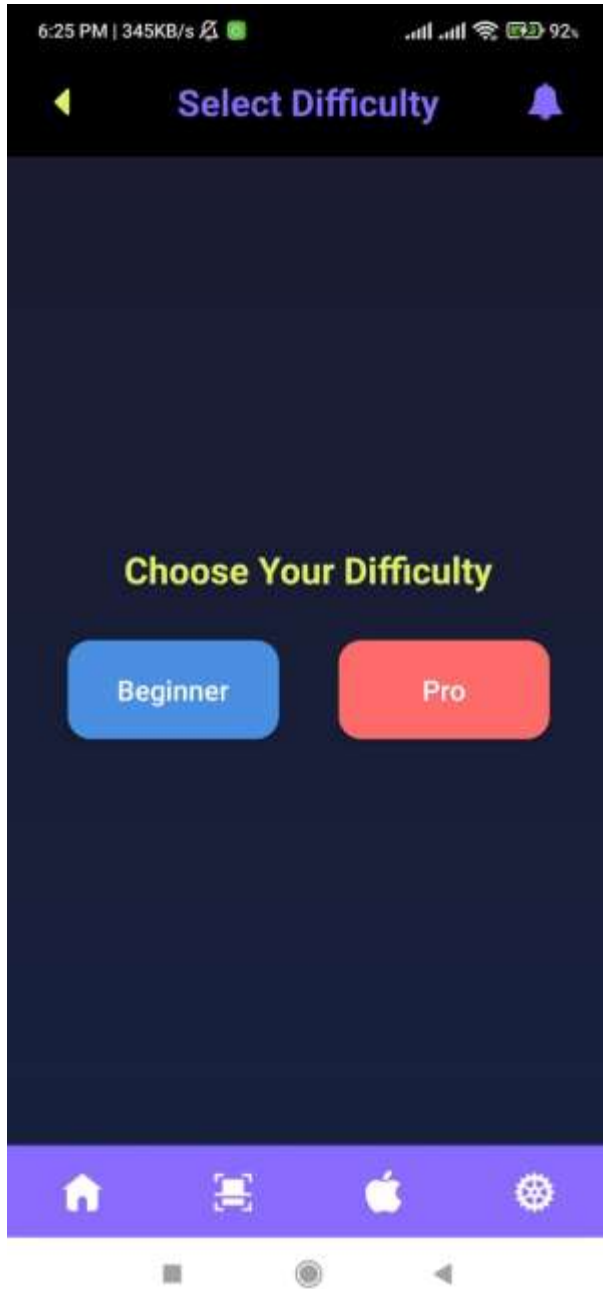 6:25 PM | 345KB/s 92%
Select Difficulty
Choose Your Difficulty
Beginner Pro